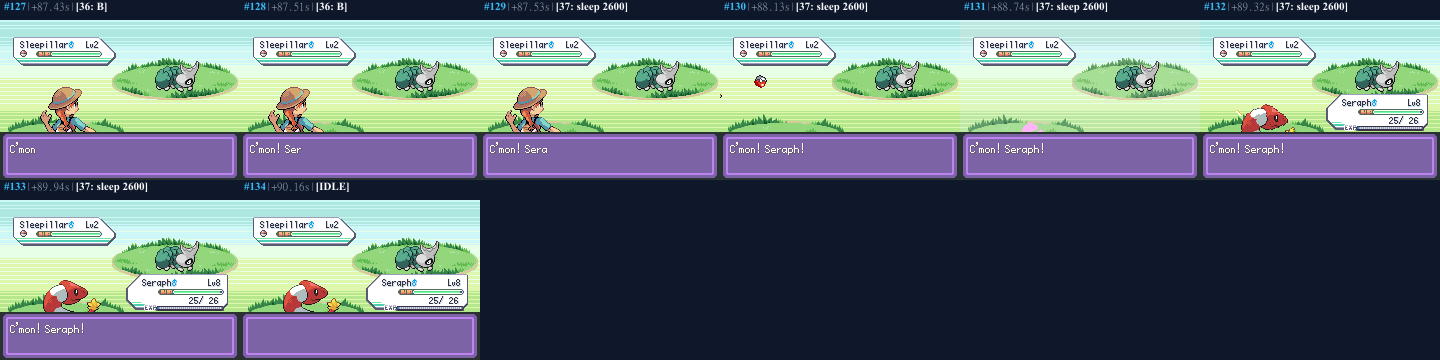 #127|+87.43s|[36: B]
Sleepillar♂ Lv2
C'mon
#128|+87.51s|[36: B]
Sleepillar♂ Lv2
C'mon! Ser
#129|+87.53s|[37: sleep 2600]
Sleepillar♂ Lv2
C'mon! Sera
#130|+88.13s|[37: sleep 2600]
Sleepillar♂ Lv2
C'mon! Seraph!
#131|+88.74s|[37: sleep 2600]
Sleepillar♂ Lv2
C'mon! Seraph!
#132|+89.32s|[37: sleep 2600]
Sleepillar♂ Lv2
Seraph♂ Lv8
25/ 26
EXP
C'mon! Seraph!
#133|+89.94s|[37: sleep 2600]
Sleepillar♂ Lv2
Seraph♂ Lv8
25/ 26
EXP
C'mon! Seraph!
#134|+90.16s|[IDLE]
Sleepillar♂ Lv2
Seraph♂ Lv8
25/ 26
EXP